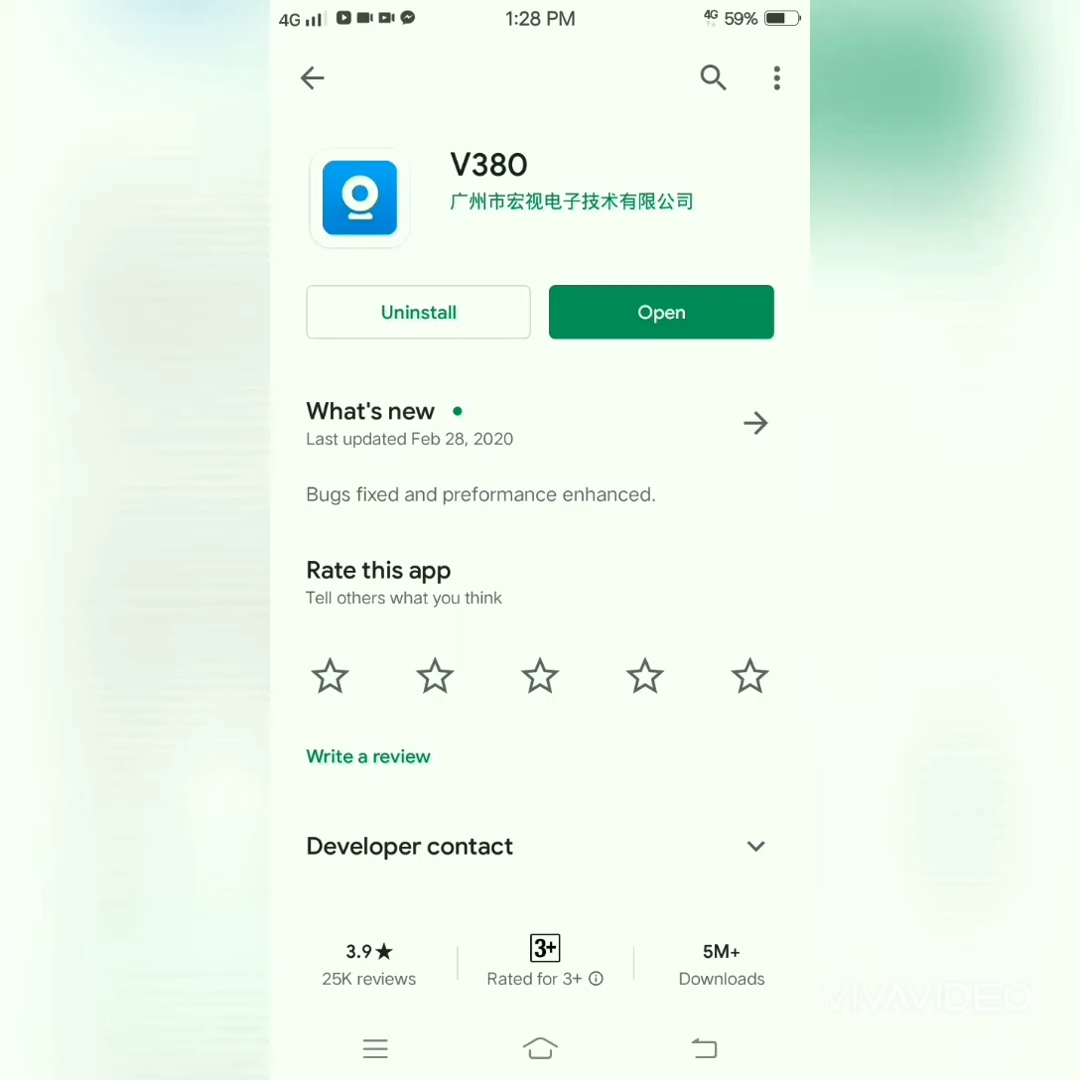 4G 1:28 PM 4G 59%
V380
广州市宏视电子技术有限公司
Uninstall Open
What's new
Last updated Feb 28, 2020
Bugs fixed and preformance enhanced.
Rate this app
Tell others what you think
Write a review
Developer contact
3.9★ 3+ 5M+
25K reviews Rated for 3+ Downloads
VIVAVIDEO